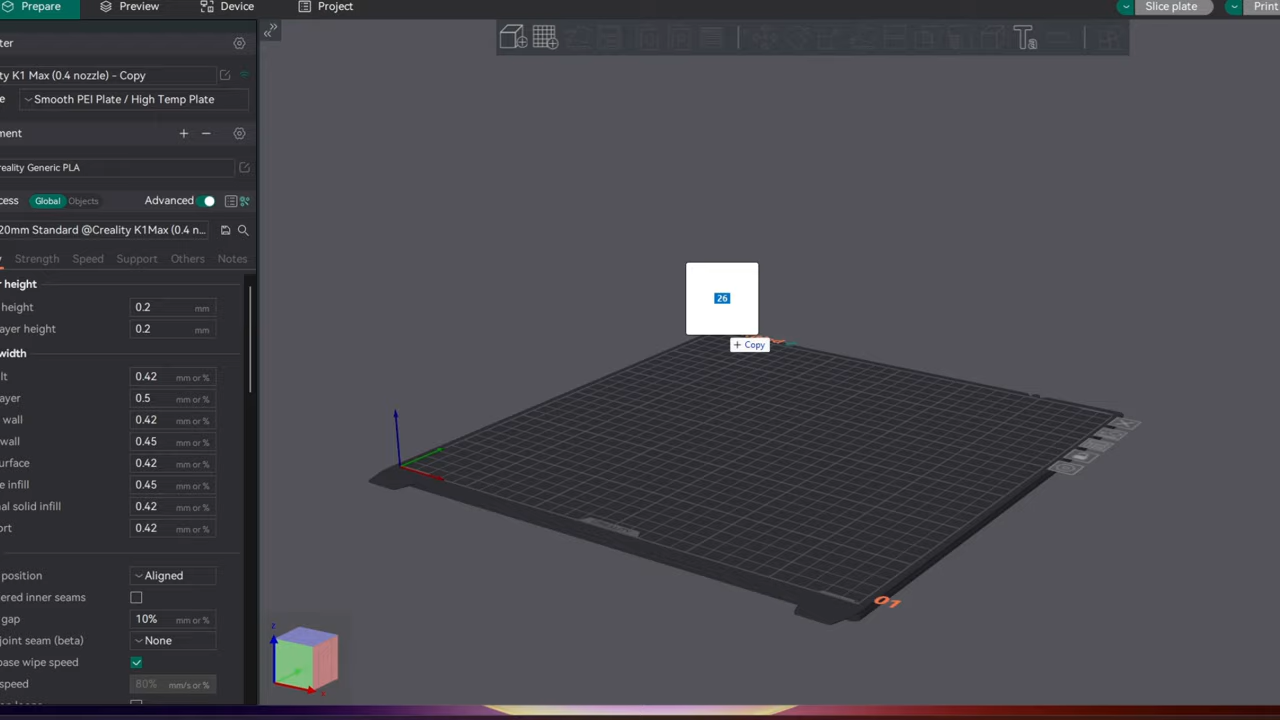 Prepare Preview Device Project Slice plate Print
ter
ty K1 Max (0.4 nozzle) - Copy
e Smooth PEI Plate / High Temp Plate
ment
reality Generic PLA
cess Global Objects Advanced
20mm Standard @Creality K1Max (0.4 n...
y Strength Speed Support Others Notes
r height
height 0.2 mm
ayer height 0.2 mm
width
lt 0.42 mm or %
ayer 0.5 mm or %
wall 0.42 mm or %
wall 0.45 mm or %
surface 0.42 mm or %
e infill 0.45 mm or %
nal solid infill 0.42 mm or %
ort 0.42 mm or %
position Aligned
ered inner seams
gap 10% mm or %
joint seam (beta) None
base wipe speed
speed 80% mm/s or %
26
+ Copy
01
z
x